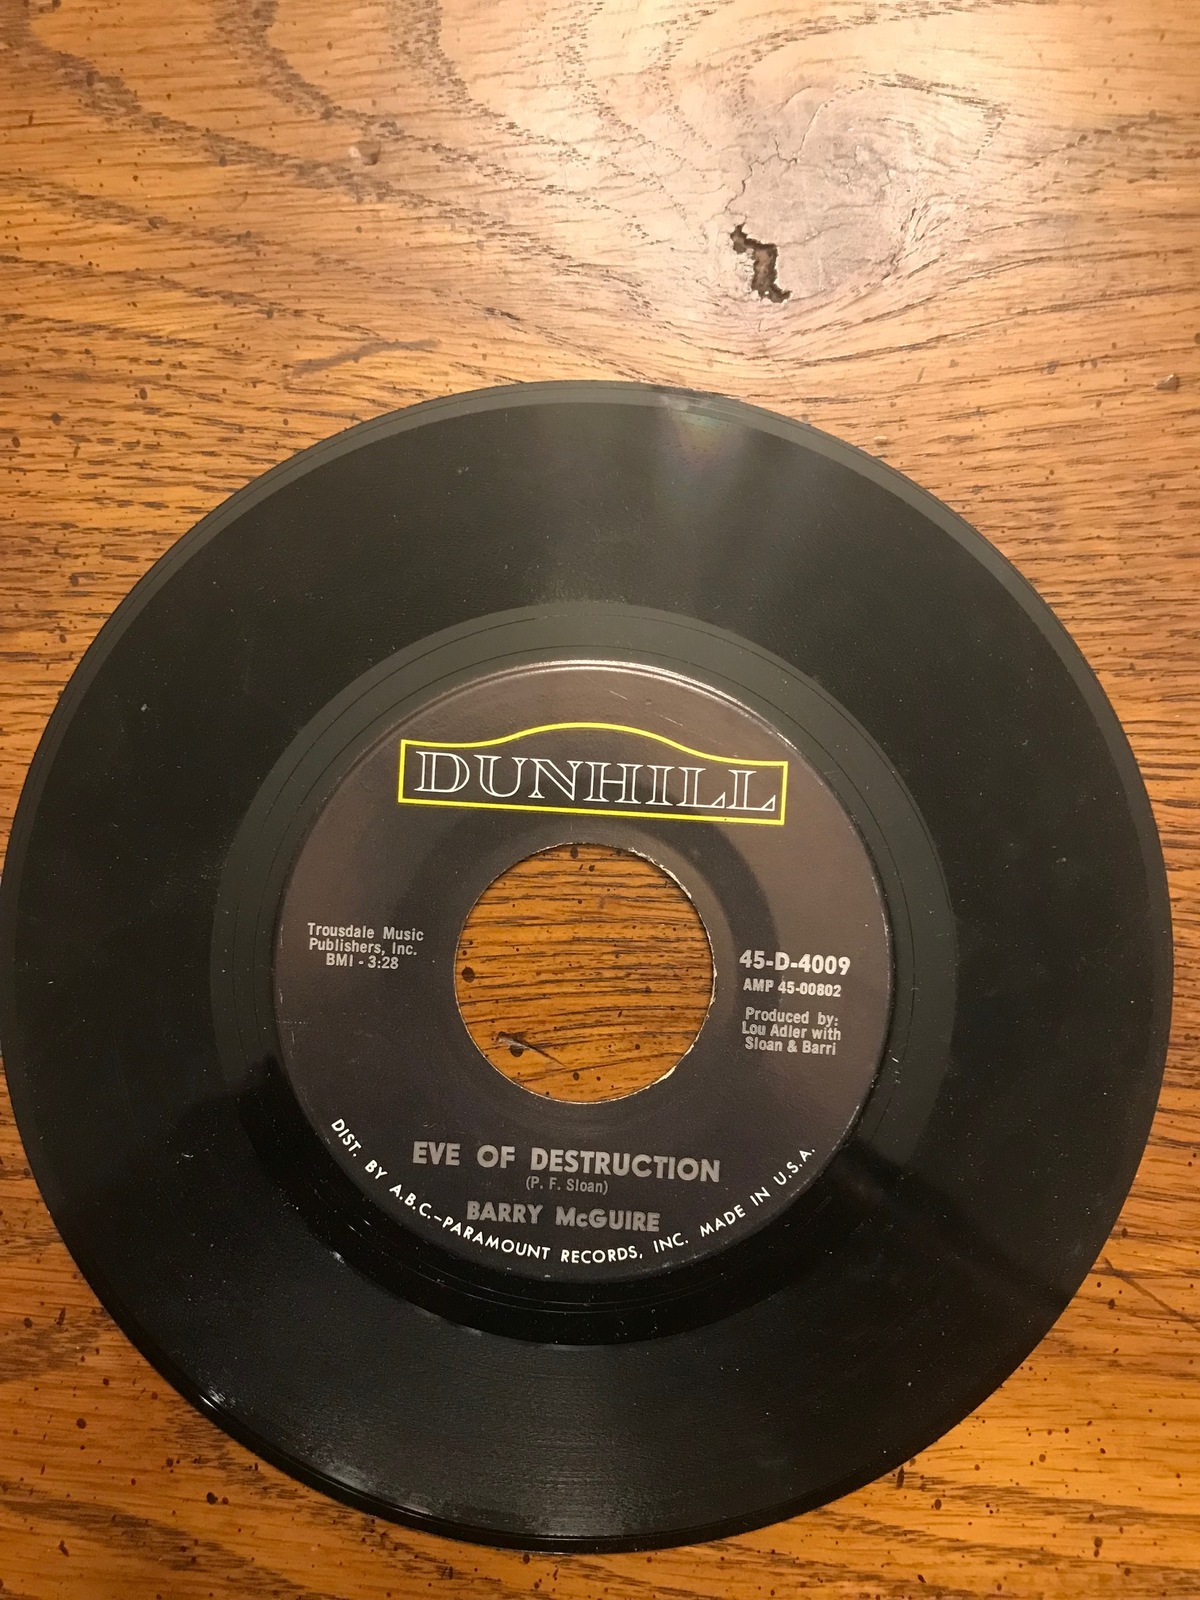 DUNHILL
Trousdale Music
Publishers, Inc.
BMI - 3:28
45-D-4009
AMP 45-00802
Produced by:
Lou Adler with
Sloan & Barri
EVE OF DESTRUCTION
(P. F. Sloan)
BARRY McGUIRE
DIST. BY A.B.C.-PARAMOUNT RECORDS, INC. MADE IN U.S.A.